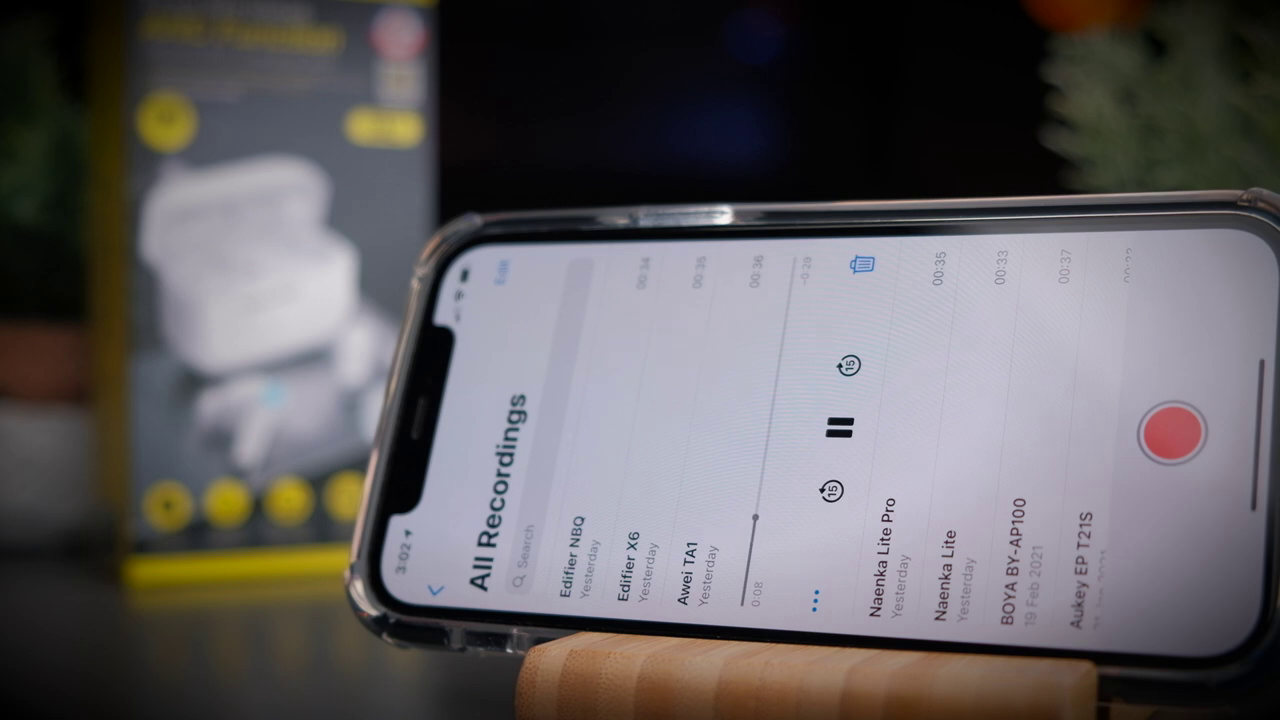 3:02
Edit
All Recordings
Search
Edifier NBQ
Yesterday
00:34
Edifier X6
Yesterday
00:35
Awei TA1
Yesterday
00:36
0:08
-0:28
15
15
Naenka Lite Pro
Yesterday
00:35
Naenka Lite
Yesterday
00:33
BOYA BY-AP100
19 Feb 2021
00:37
Aukey EP T21S